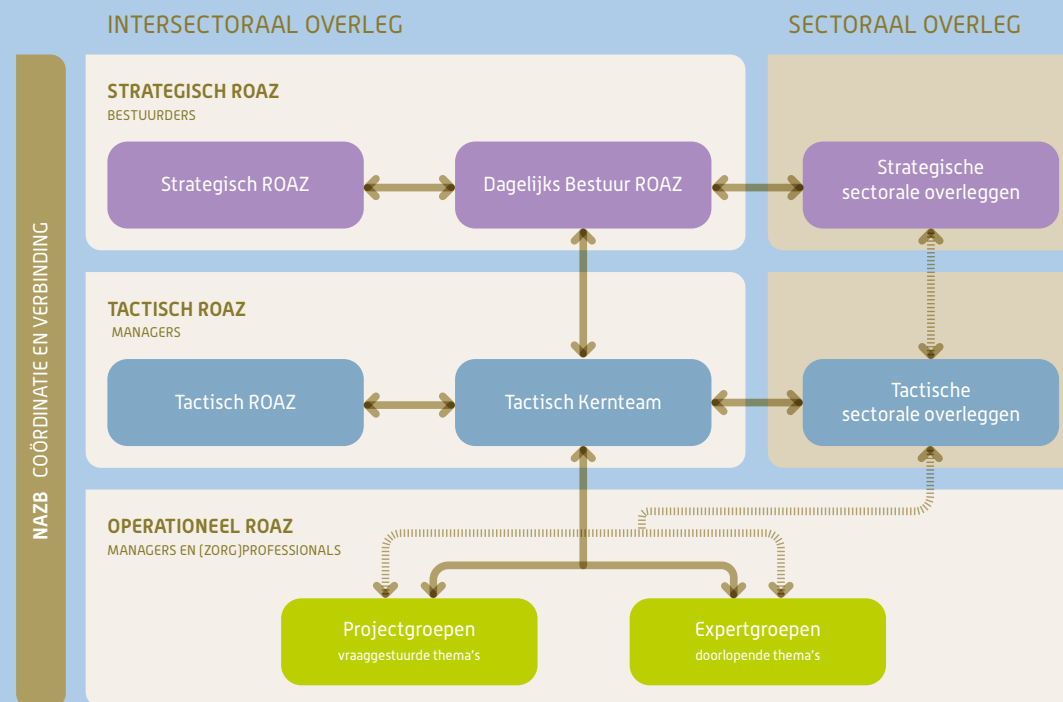 INTERSECTORAAL OVERLEG
SECTORAAL OVERLEG
NAZB COÖRDINATIE EN VERBINDING
STRATEGISCH ROAZ
BESTUURDERS
Strategisch ROAZ
Dagelijks Bestuur ROAZ
Strategische
sectorale overleggen
TACTISCH ROAZ
MANAGERS
Tactisch ROAZ
Tactisch Kernteam
Tactische
sectorale overleggen
OPERATIONEEL ROAZ
MANAGERS EN (ZORG)PROFESSIONALS
Projectgroepen
vraaggestuurde thema's
Expertgroepen
doorlopende thema's